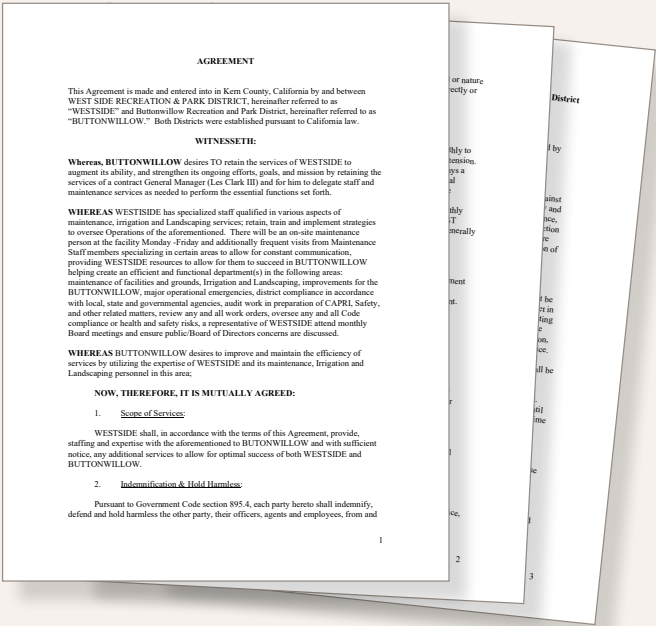 AGREEMENT
This Agreement is made and entered into in Kern County, California by and between
WEST SIDE RECREATION & PARK DISTRICT, hereinafter referred to as
“WESTSIDE” and Buttonwillow Recreation and Park District, hereinafter referred to as
“BUTTONWILLOW.” Both Districts were established pursuant to California law.
WITNESSETH:
Whereas, BUTTONWILLOW desires TO retain the services of WESTSIDE to
augment its ability, and strengthen its ongoing efforts, goals, and mission by retaining the
services of a contract General Manager (Les Clark III) and for him to delegate staff and
maintenance services as needed to perform the essential functions set forth.
WHEREAS WESTISIDE has specialized staff qualified in various aspects of
maintenance, irrigation and Landscaping services; retain, train and implement strategies
to oversee Operations of the aforementioned. There will be an on-site maintenance
person at the facility Monday -Friday and additionally frequent visits from Maintenance
Staff members specializing in certain areas to allow for constant communication,
providing WESTSIDE resources to allow for them to succeed in BUTTONWILLOW
helping create an efficient and functional department(s) in the following areas:
maintenance of facilities and grounds, Irrigation and Landscaping, improvements for the
BUTTONWILLOW, major operational emergencies, district compliance in accordance
with local, state and governmental agencies, audit work in preparation of CAPRI, Safety,
and other related matters, review any and all work orders, oversee any and all Code
compliance or health and safety risks, a representative of WESTSIDE attend monthly
Board meetings and ensure public/Board of Directors concerns are discussed.
WHEREAS BUTTONWILLOW desires to improve and maintain the efficiency of
services by utilizing the expertise of WESTSIDE and its maintenance, Irrigation and
Landscaping personnel in this area;
NOW, THEREFORE, IT IS MUTUALLY AGREED:
1. Scope of Services:
WESTSIDE shall, in accordance with the terms of this Agreement, provide,
staffing and expertise with the aforementioned to BUTONWILLOW and with sufficient
notice, any additional services to allow for optimal success of both WESTSIDE and
BUTTONWILLOW.
2. Indemnification & Hold Harmless:
Pursuant to Government Code section 895.4, each party hereto shall indemnify,
defend and hold harmless the other party, their officers, agents and employees, from and
1
or nature
ys a
2
District
by
and
of
be
in
3